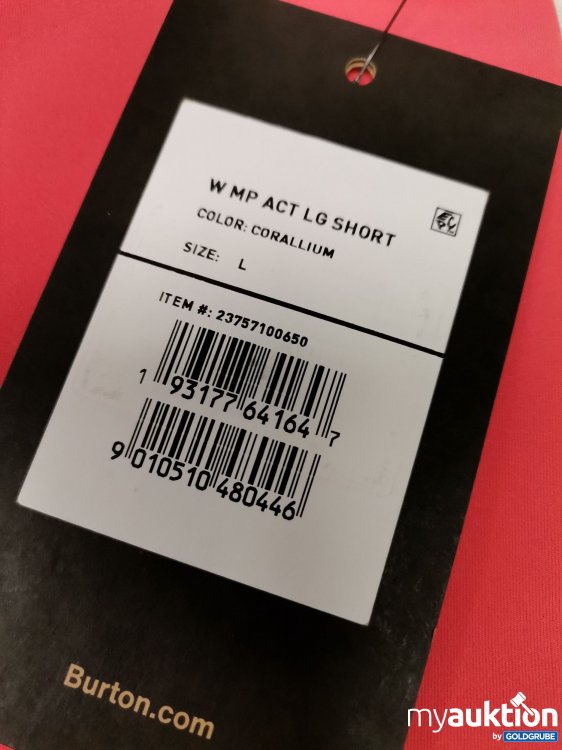 W MP ACT LG SHORT
COLOR: CORALLIUM
SIZE: L
ITEM #: 23757100650
1 93177 64164 7
9 010510 480446
Burton.com
myauktion
by GOLDGRUBE